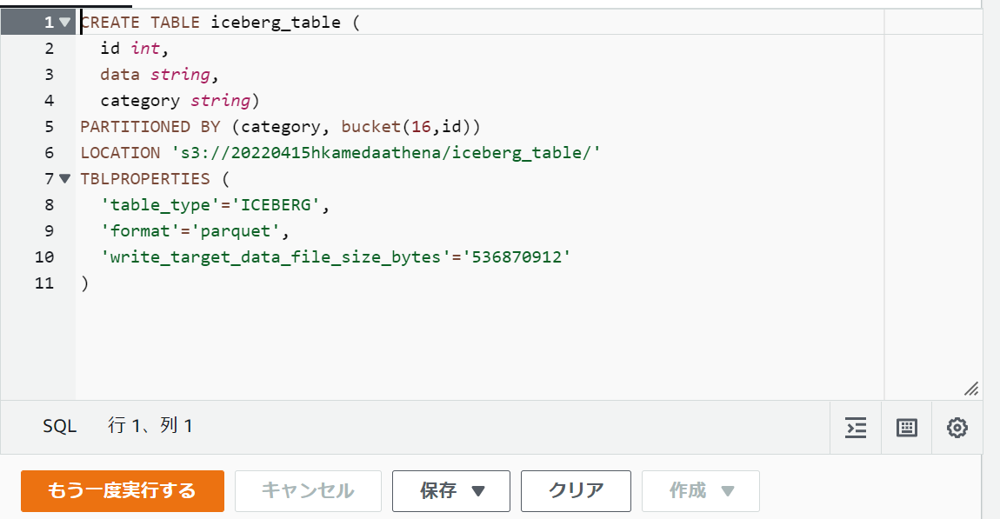 1 CREATE TABLE iceberg_table (
2 id int,
3 data string,
4 category string)
5 PARTITIONED BY (category, bucket(16,id))
6 LOCATION 's3://20220415hkamedaathena/iceberg_table/'
7 TBLPROPERTIES (
8 'table_type'='ICEBERG',
9 'format'='parquet',
10 'write_target_data_file_size_bytes'='536870912'
11 )
SQL 行 1、列 1
もう一度実行する キャンセル 保存 クリア 作成